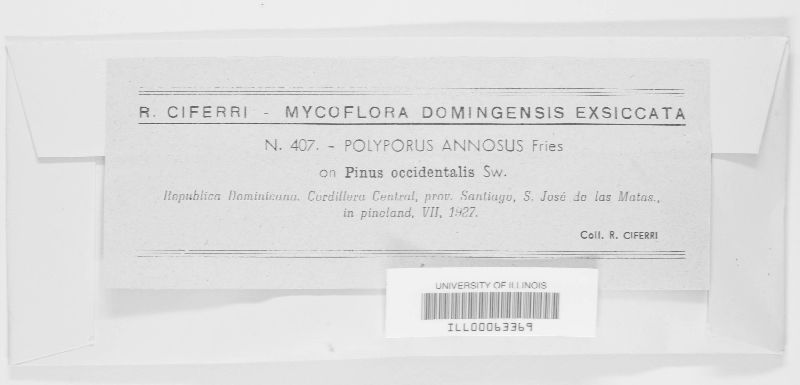 R. CIFERRI - MYCOFLORA DOMINGENSIS EXSICCATA
N. 407. - POLYPORUS ANNOSUS Fries
on Pinus occidentalis Sw.
Republica Dominicana. Cordillera Central, prov. Santiago, S. José de las Matas.,
in pineland, VII, 1927.
Coll. R. CIFERRI
UNIVERSITY OF ILLINOIS
ILL00063369